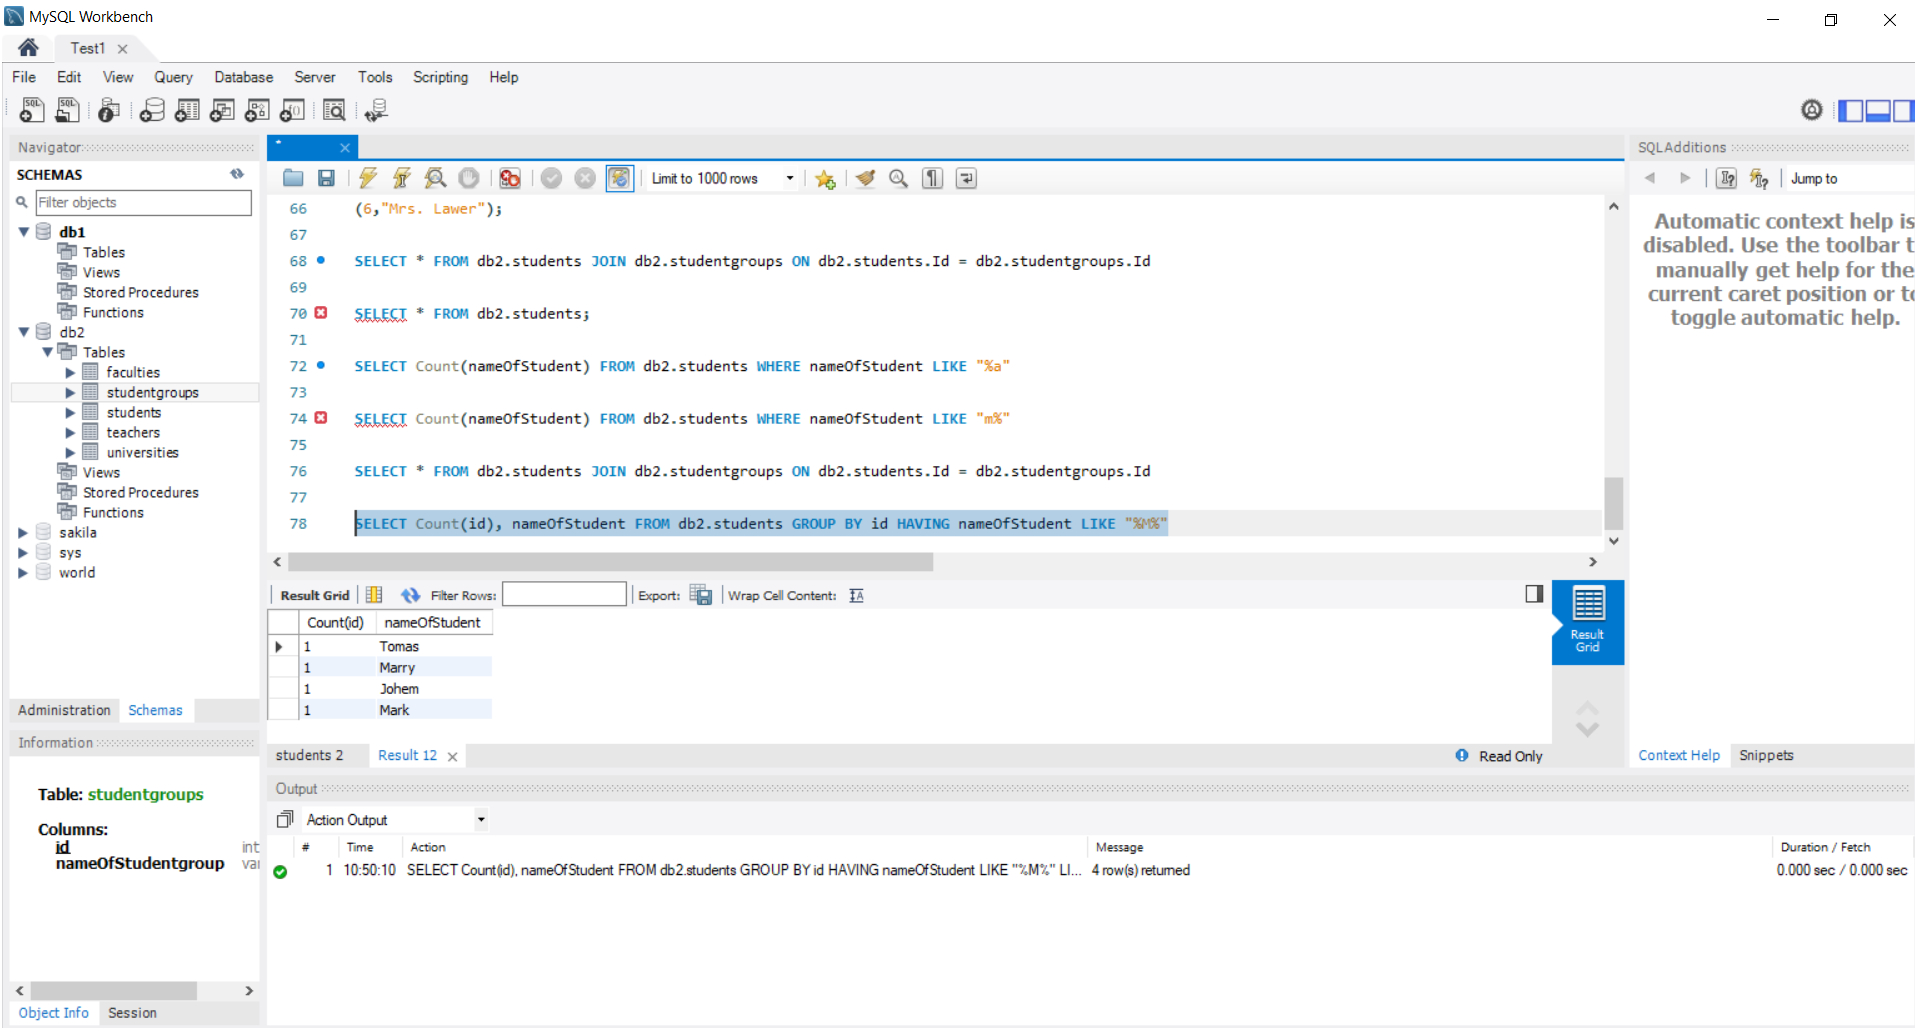 MySQL Workbench
Test1
File Edit View Query Database Server Tools Scripting Help
Navigator
SCHEMAS
Filter objects
db1
Tables
Views
Stored Procedures
Functions
db2
Tables
faculties
studentgroups
students
teachers
universities
Views
Stored Procedures
Functions
sakila
sys
world
Administration Schemas
Information
Table: studentgroups
Columns:
id int
nameOfStudentgroup va
Object Info Session
Limit to 1000 rows
66 (6,"Mrs. Lawer");
67
68 SELECT * FROM db2.students JOIN db2.studentgroups ON db2.students.Id = db2.studentgroups.Id
69
70 SELECT * FROM db2.students;
71
72 SELECT Count(nameOfStudent) FROM db2.students WHERE nameOfStudent LIKE "%a"
73
74 SELECT Count(nameOfStudent) FROM db2.students WHERE nameOfStudent LIKE "m%"
75
76 SELECT * FROM db2.students JOIN db2.studentgroups ON db2.students.Id = db2.studentgroups.Id
77
78 SELECT Count(id), nameOfStudent FROM db2.students GROUP BY id HAVING nameOfStudent LIKE "%M%"
Result Grid Filter Rows: Export: Wrap Cell Content:
Count(id) nameOfStudent
1 Tomas
1 Marry
1 Johem
1 Mark
Result Grid
students 2 Result 12 Read Only
Output
Action Output
# Time Action Message Duration / Fetch
1 10:50:10 SELECT Count(id), nameOfStudent FROM db2.students GROUP BY id HAVING nameOfStudent LIKE "%M%" LI... 4 row(s) returned 0.000 sec / 0.000 sec
SQLAdditions
Jump to
Automatic context help is
disabled. Use the toolbar t
manually get help for the
current caret position or to
toggle automatic help.
Context Help Snippets